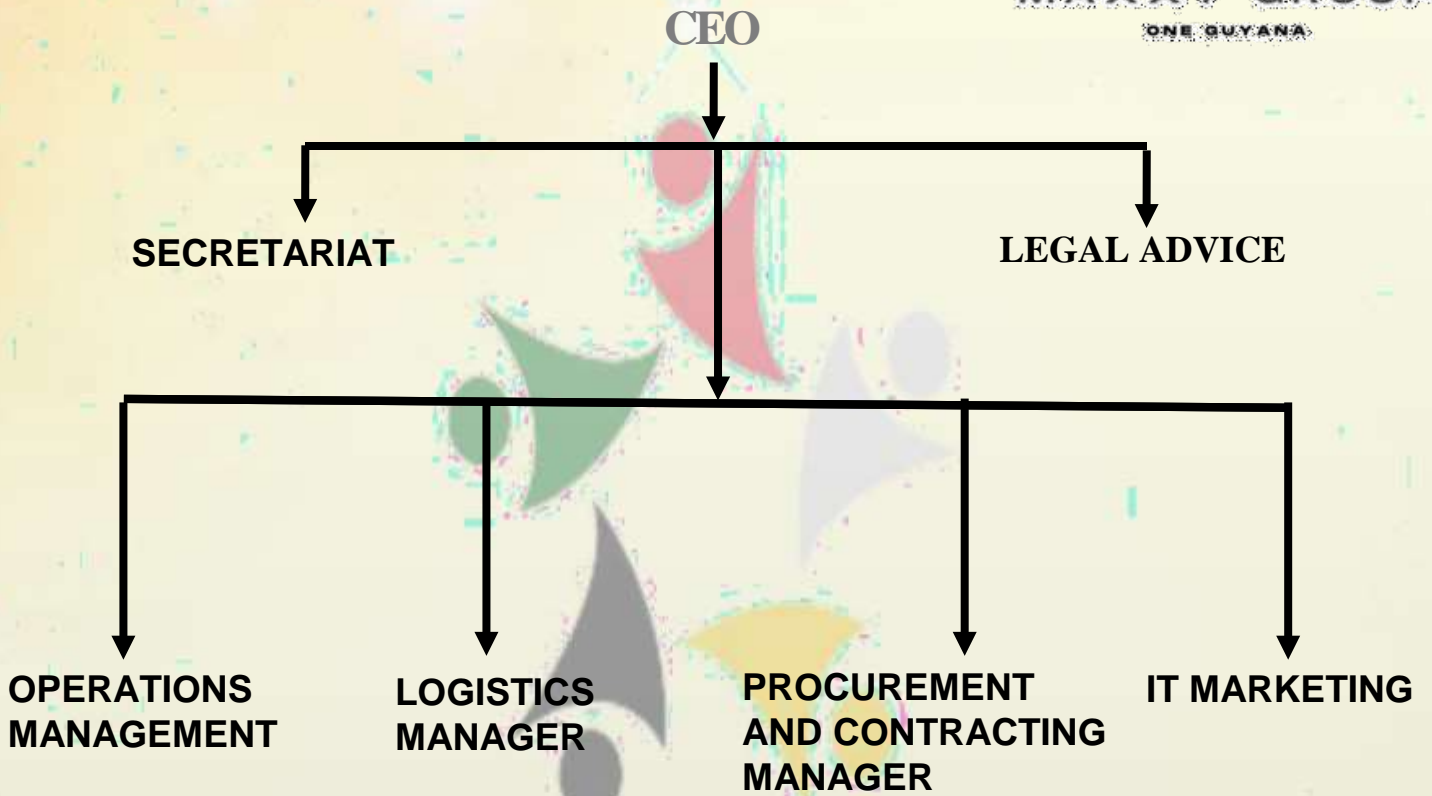 CEO
ONE GUYANA
SECRETARIAT
LEGAL ADVICE
OPERATIONS
MANAGEMENT
LOGISTICS
MANAGER
PROCUREMENT
AND CONTRACTING
MANAGER
IT MARKETING